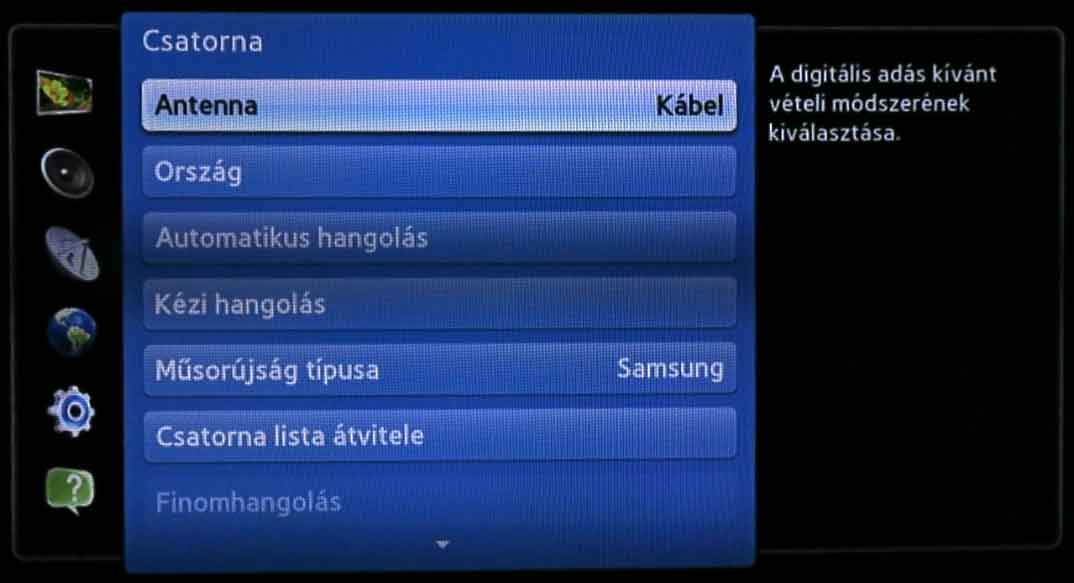 Csatorna
Antenna Kábel
Ország
Automatikus hangolás
Kézi hangolás
Műsorújság típusa Samsung
Csatorna lista átvitele
Finomhangolás
A digitális adás kívánt
vételi módszerének
kiválasztása.
?